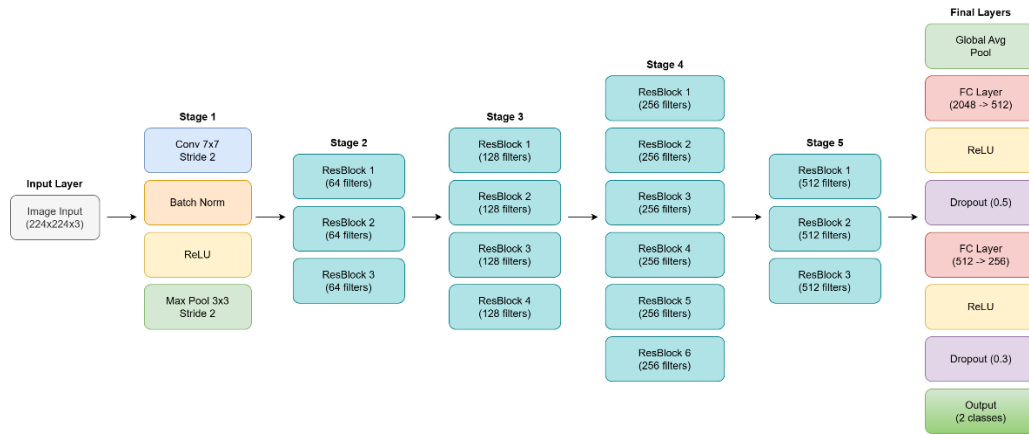 Input Layer
Image Input
(224x224x3)
Stage 1
Conv 7x7
Stride 2
Batch Norm
ReLU
Max Pool 3x3
Stride 2
Stage 2
ResBlock 1
(64 filters)
ResBlock 2
(64 filters)
ResBlock 3
(64 filters)
Stage 3
ResBlock 1
(128 filters)
ResBlock 2
(128 filters)
ResBlock 3
(128 filters)
ResBlock 4
(128 filters)
Stage 4
ResBlock 1
(256 filters)
ResBlock 2
(256 filters)
ResBlock 3
(256 filters)
ResBlock 4
(256 filters)
ResBlock 5
(256 filters)
ResBlock 6
(256 filters)
Stage 5
ResBlock 1
(512 filters)
ResBlock 2
(512 filters)
ResBlock 3
(512 filters)
Final Layers
Global Avg
Pool
FC Layer
(2048 -> 512)
ReLU
Dropout (0.5)
FC Layer
(512 -> 256)
ReLU
Dropout (0.3)
Output
(2 classes)